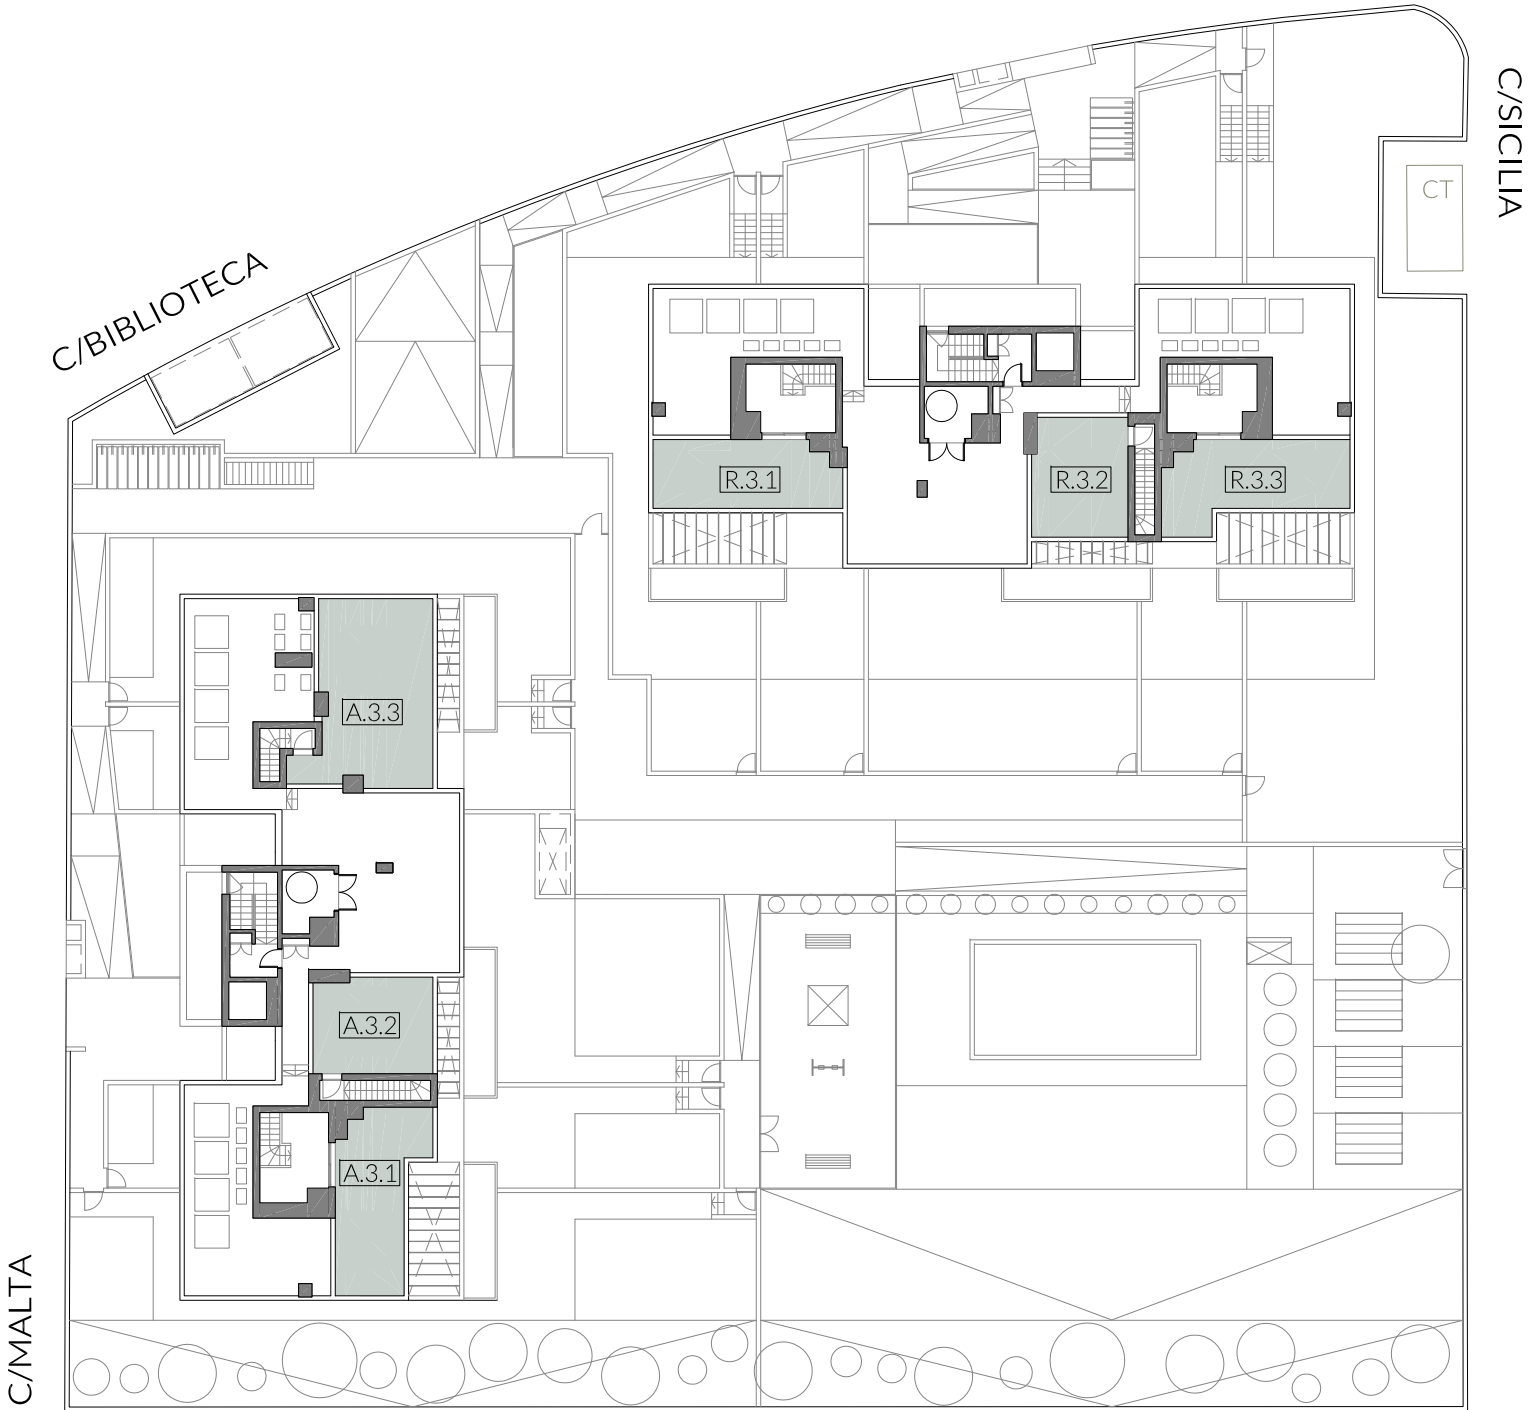 C/SICILIA
CT
C/BIBLIOTECA
R.3.1
R.3.2
R.3.3
A.3.3
A.3.2
A.3.1
C/MALTA